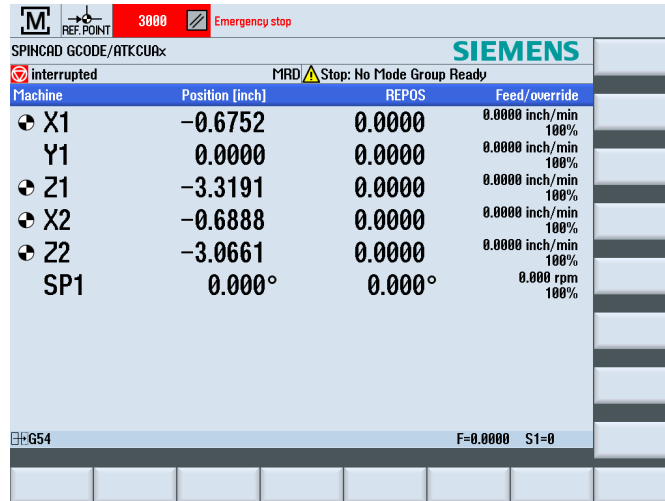 M REF. POINT 3000 Emergency stop
SPINCAD GCODE/ATKCUAx SIEMENS
interrupted MRD Stop: No Mode Group Ready
Machine Position [inch] REPOS Feed/override
X1 -0.6752 0.0000 0.0000 inch/min
100%
Y1 0.0000 0.0000 0.0000 inch/min
100%
Z1 -3.3191 0.0000 0.0000 inch/min
100%
X2 -0.6888 0.0000 0.0000 inch/min
100%
Z2 -3.0661 0.0000 0.0000 inch/min
100%
SP1 0.000° 0.000° 0.000 rpm
100%
G54 F=0.0000 S1=0